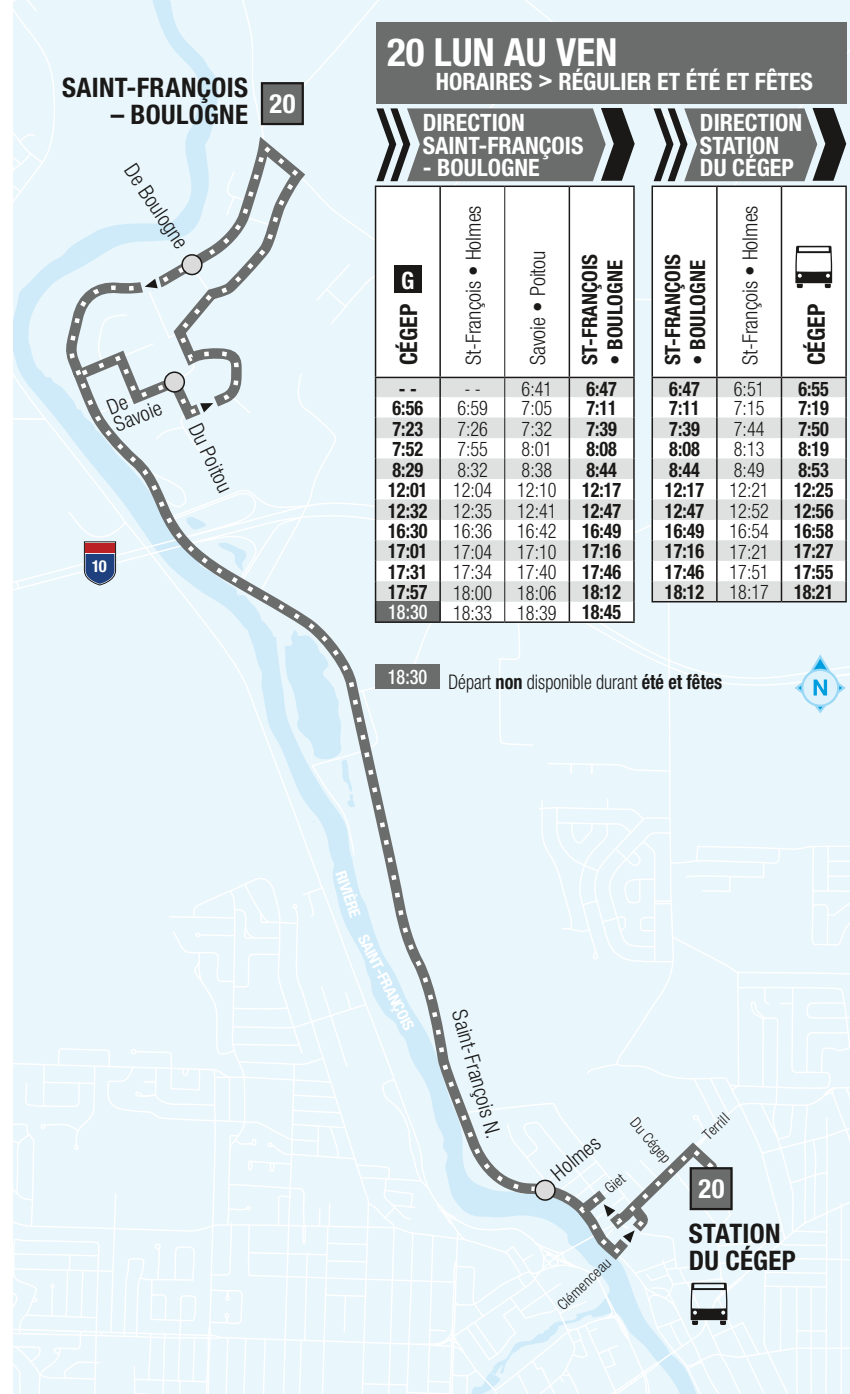 20 LUN AU VEN
HORAIRES > RÉGULIER ET ÉTÉ ET FÊTES
DIRECTION
SAINT-FRANÇOIS
- BOULOGNE
DIRECTION
STATION
DU CÉGEP
G CÉGEP
St-François • Holmes
Savoie • Poitou
ST-FRANÇOIS
• BOULOGNE
ST-FRANÇOIS
• BOULOGNE
St-François • Holmes
CÉGEP
- - - - 6:41 6:47 6:47 6:51 6:55
6:56 6:59 7:05 7:11 7:11 7:15 7:19
7:23 7:26 7:32 7:39 7:39 7:44 7:50
7:52 7:55 8:01 8:08 8:08 8:13 8:19
8:29 8:32 8:38 8:44 8:44 8:49 8:53
12:01 12:04 12:10 12:17 12:17 12:21 12:25
12:32 12:35 12:41 12:47 12:47 12:52 12:56
16:30 16:36 16:42 16:49 16:49 16:54 16:58
17:01 17:04 17:10 17:16 17:16 17:21 17:27
17:31 17:34 17:40 17:46 17:46 17:51 17:55
17:57 18:00 18:06 18:12 18:12 18:17 18:21
18:30 18:33 18:39 18:45
18:30 Départ non disponible durant été et fêtes
N
SAINT-FRANÇOIS
– BOULOGNE 20
De Boulogne
De
Savoie
Du Poitou
10
RIVIÈRE SAINT-FRANÇOIS
Saint-François N.
Holmes
Giet
Du Cégep
Terrill
Clémenceau
20
STATION
DU CÉGEP